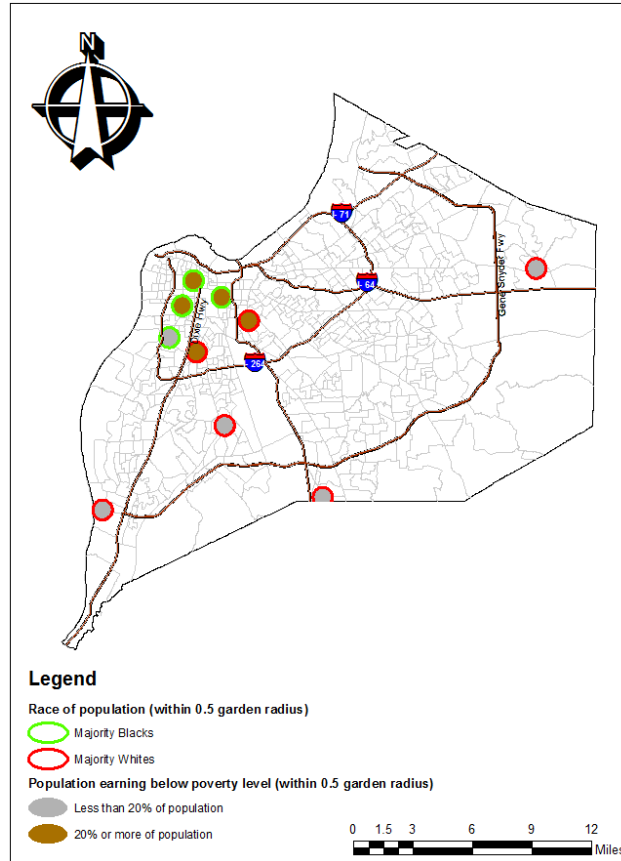 N
71
64
Gene Snyder Fwy
Dixie Hwy
264
Legend
Race of population (within 0.5 garden radius)
Majority Blacks
Majority Whites
Population earning below poverty level (within 0.5 garden radius)
Less than 20% of population
20% or more of population
0 1.5 3 6 9 12
Miles